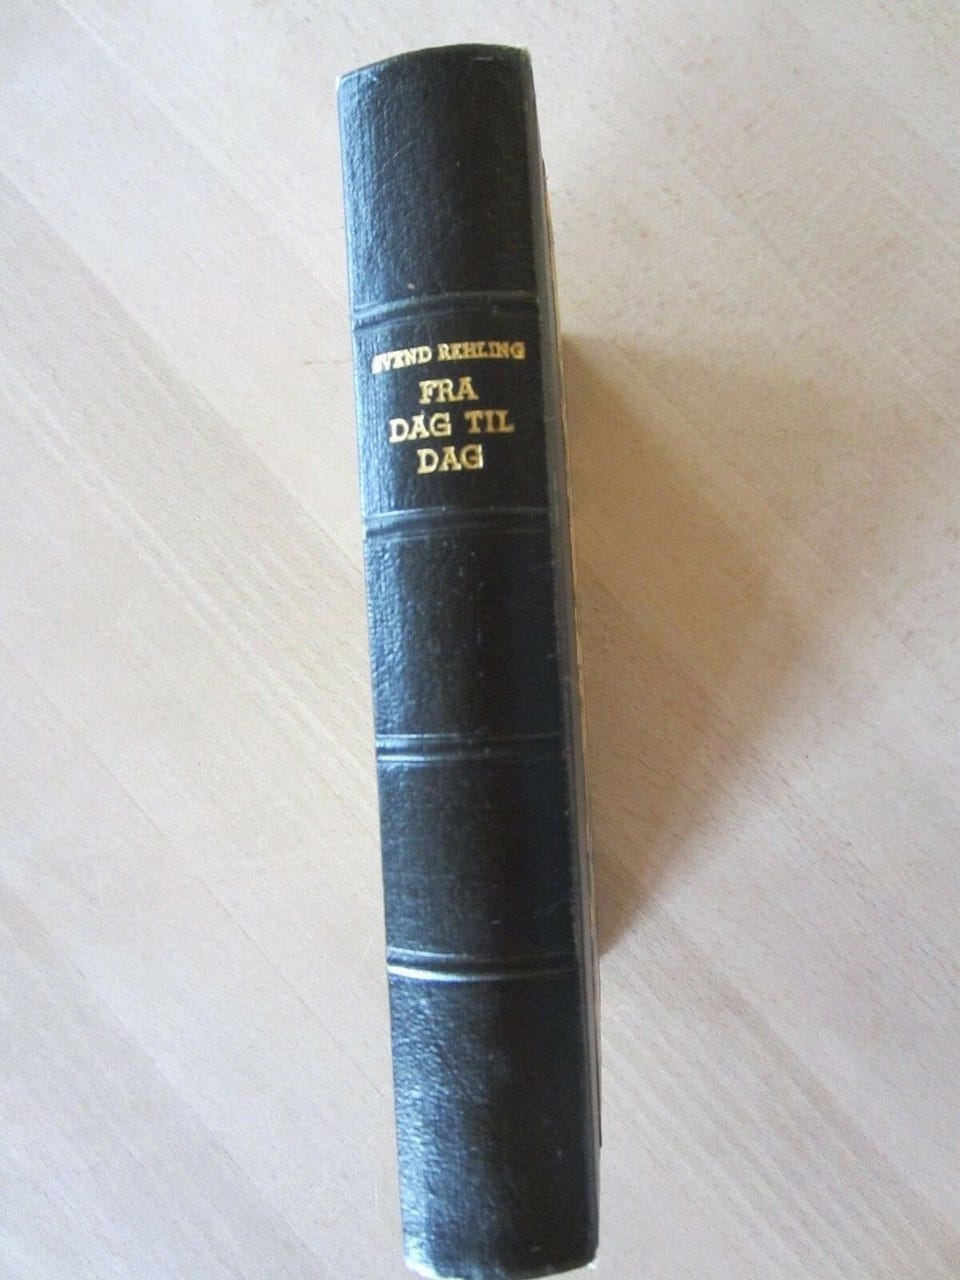 SVEND REHLING
FRA
DAG TIL
DAG